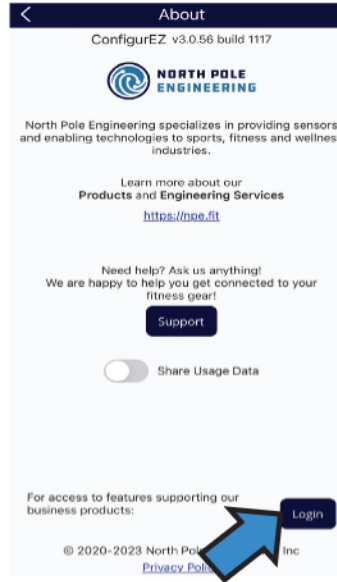 About
ConfigurEZ v3.0.56 build 1117
NORTH POLE
ENGINEERING
North Pole Engineering specializes in providing sensors
and enabling technologies to sports, fitness and wellnes
industries.
Learn more about our
Products and Engineering Services
https://npe.fit
Need help? Ask us anything!
We are happy to help you get connected to your
fitness gear!
Support
Share Usage Data
For access to features supporting our
business products:
Login
© 2020-2023 North Pol Inc
Privacy Polic